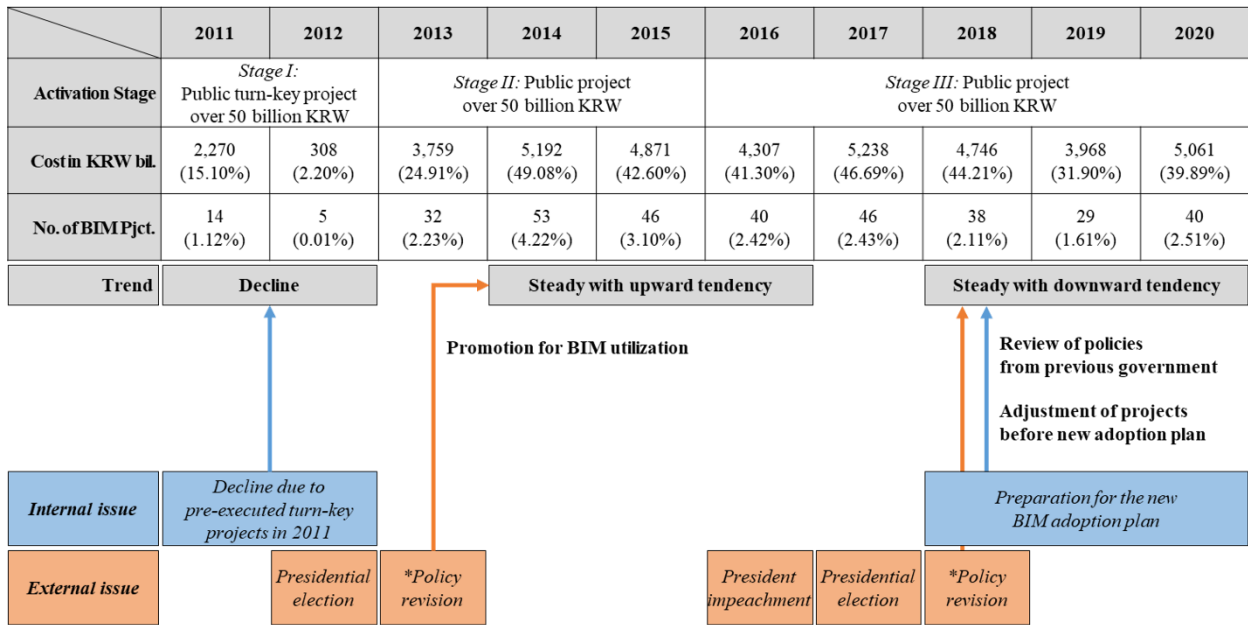 2011 2012 2013 2014 2015 2016 2017 2018 2019 2020
Activation Stage
Stage I:
Public turn-key project
over 50 billion KRW
Stage II: Public project
over 50 billion KRW
Stage III: Public project
over 50 billion KRW
Cost in KRW bil.
2,270 308 3,759 5,192 4,871 4,307 5,238 4,746 3,968 5,061
(15.10%) (2.20%) (24.91%) (49.08%) (42.60%) (41.30%) (46.69%) (44.21%) (31.90%) (39.89%)
No. of BIM Pjct.
14 5 32 53 46 40 46 38 29 40
(1.12%) (0.01%) (2.23%) (4.22%) (3.10%) (2.42%) (2.43%) (2.11%) (1.61%) (2.51%)
Trend Decline Steady with upward tendency Steady with downward tendency
Promotion for BIM utilization
Review of policies
from previous government
Adjustment of projects
before new adoption plan
Internal issue
Decline due to
pre-executed turn-key
projects in 2011
Preparation for the new
BIM adoption plan
External issue
Presidential
election
*Policy
revision
President
impeachment
Presidential
election
*Policy
revision